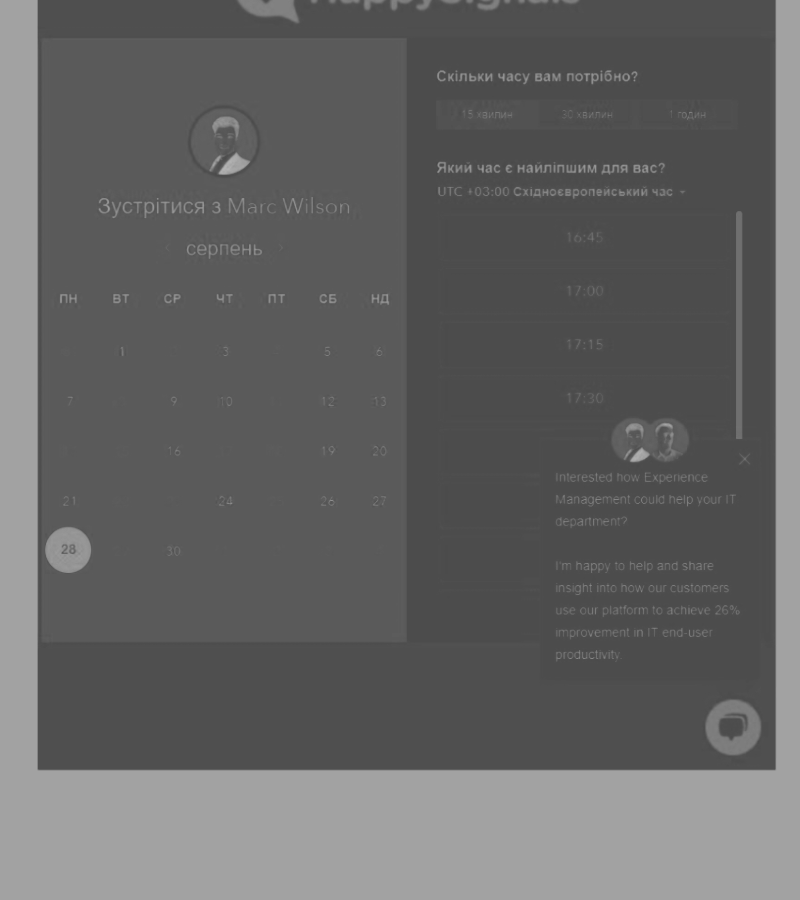 HappySignals
Зустрітися з Marc Wilson
серпень
ПН ВТ СР ЧТ ПТ СБ НД
1 3 5 6
7 9 10 12 13
16 19 20
21 24 26 27
28 30
Скільки часу вам потрібно?
15 хвилин 30 хвилин 1 годин
Який час є найліпшим для вас?
UTC +03:00 Східноєвропейський час
16:45
17:00
17:15
17:30
Interested how Experience
Management could help your IT
department?
I'm happy to help and share
insight into how our customers
use our platform to achieve 26%
improvement in IT end-user
productivity.